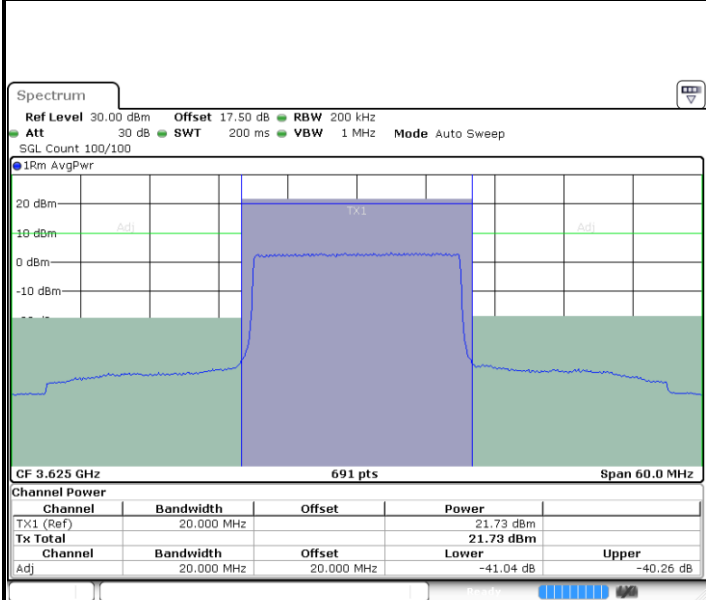 Spectrum
Ref Level 30.00 dBm Offset 17.50 dB RBW 200 kHz
Att 30 dB SWT 200 ms VBW 1 MHz Mode Auto Sweep
SGL Count 100/100
1Rm AvgPwr
20 dBm
TX1
Adj
Adj
10 dBm
0 dBm
-10 dBm
CF 3.625 GHz 691 pts Span 60.0 MHz
Channel Power
Channel Bandwidth Offset Power
TX1 (Ref) 20.000 MHz 21.73 dBm
Tx Total 21.73 dBm
Channel Bandwidth Offset Lower Upper
Adj 20.000 MHz 20.000 MHz -41.04 dB -40.26 dB
Ready